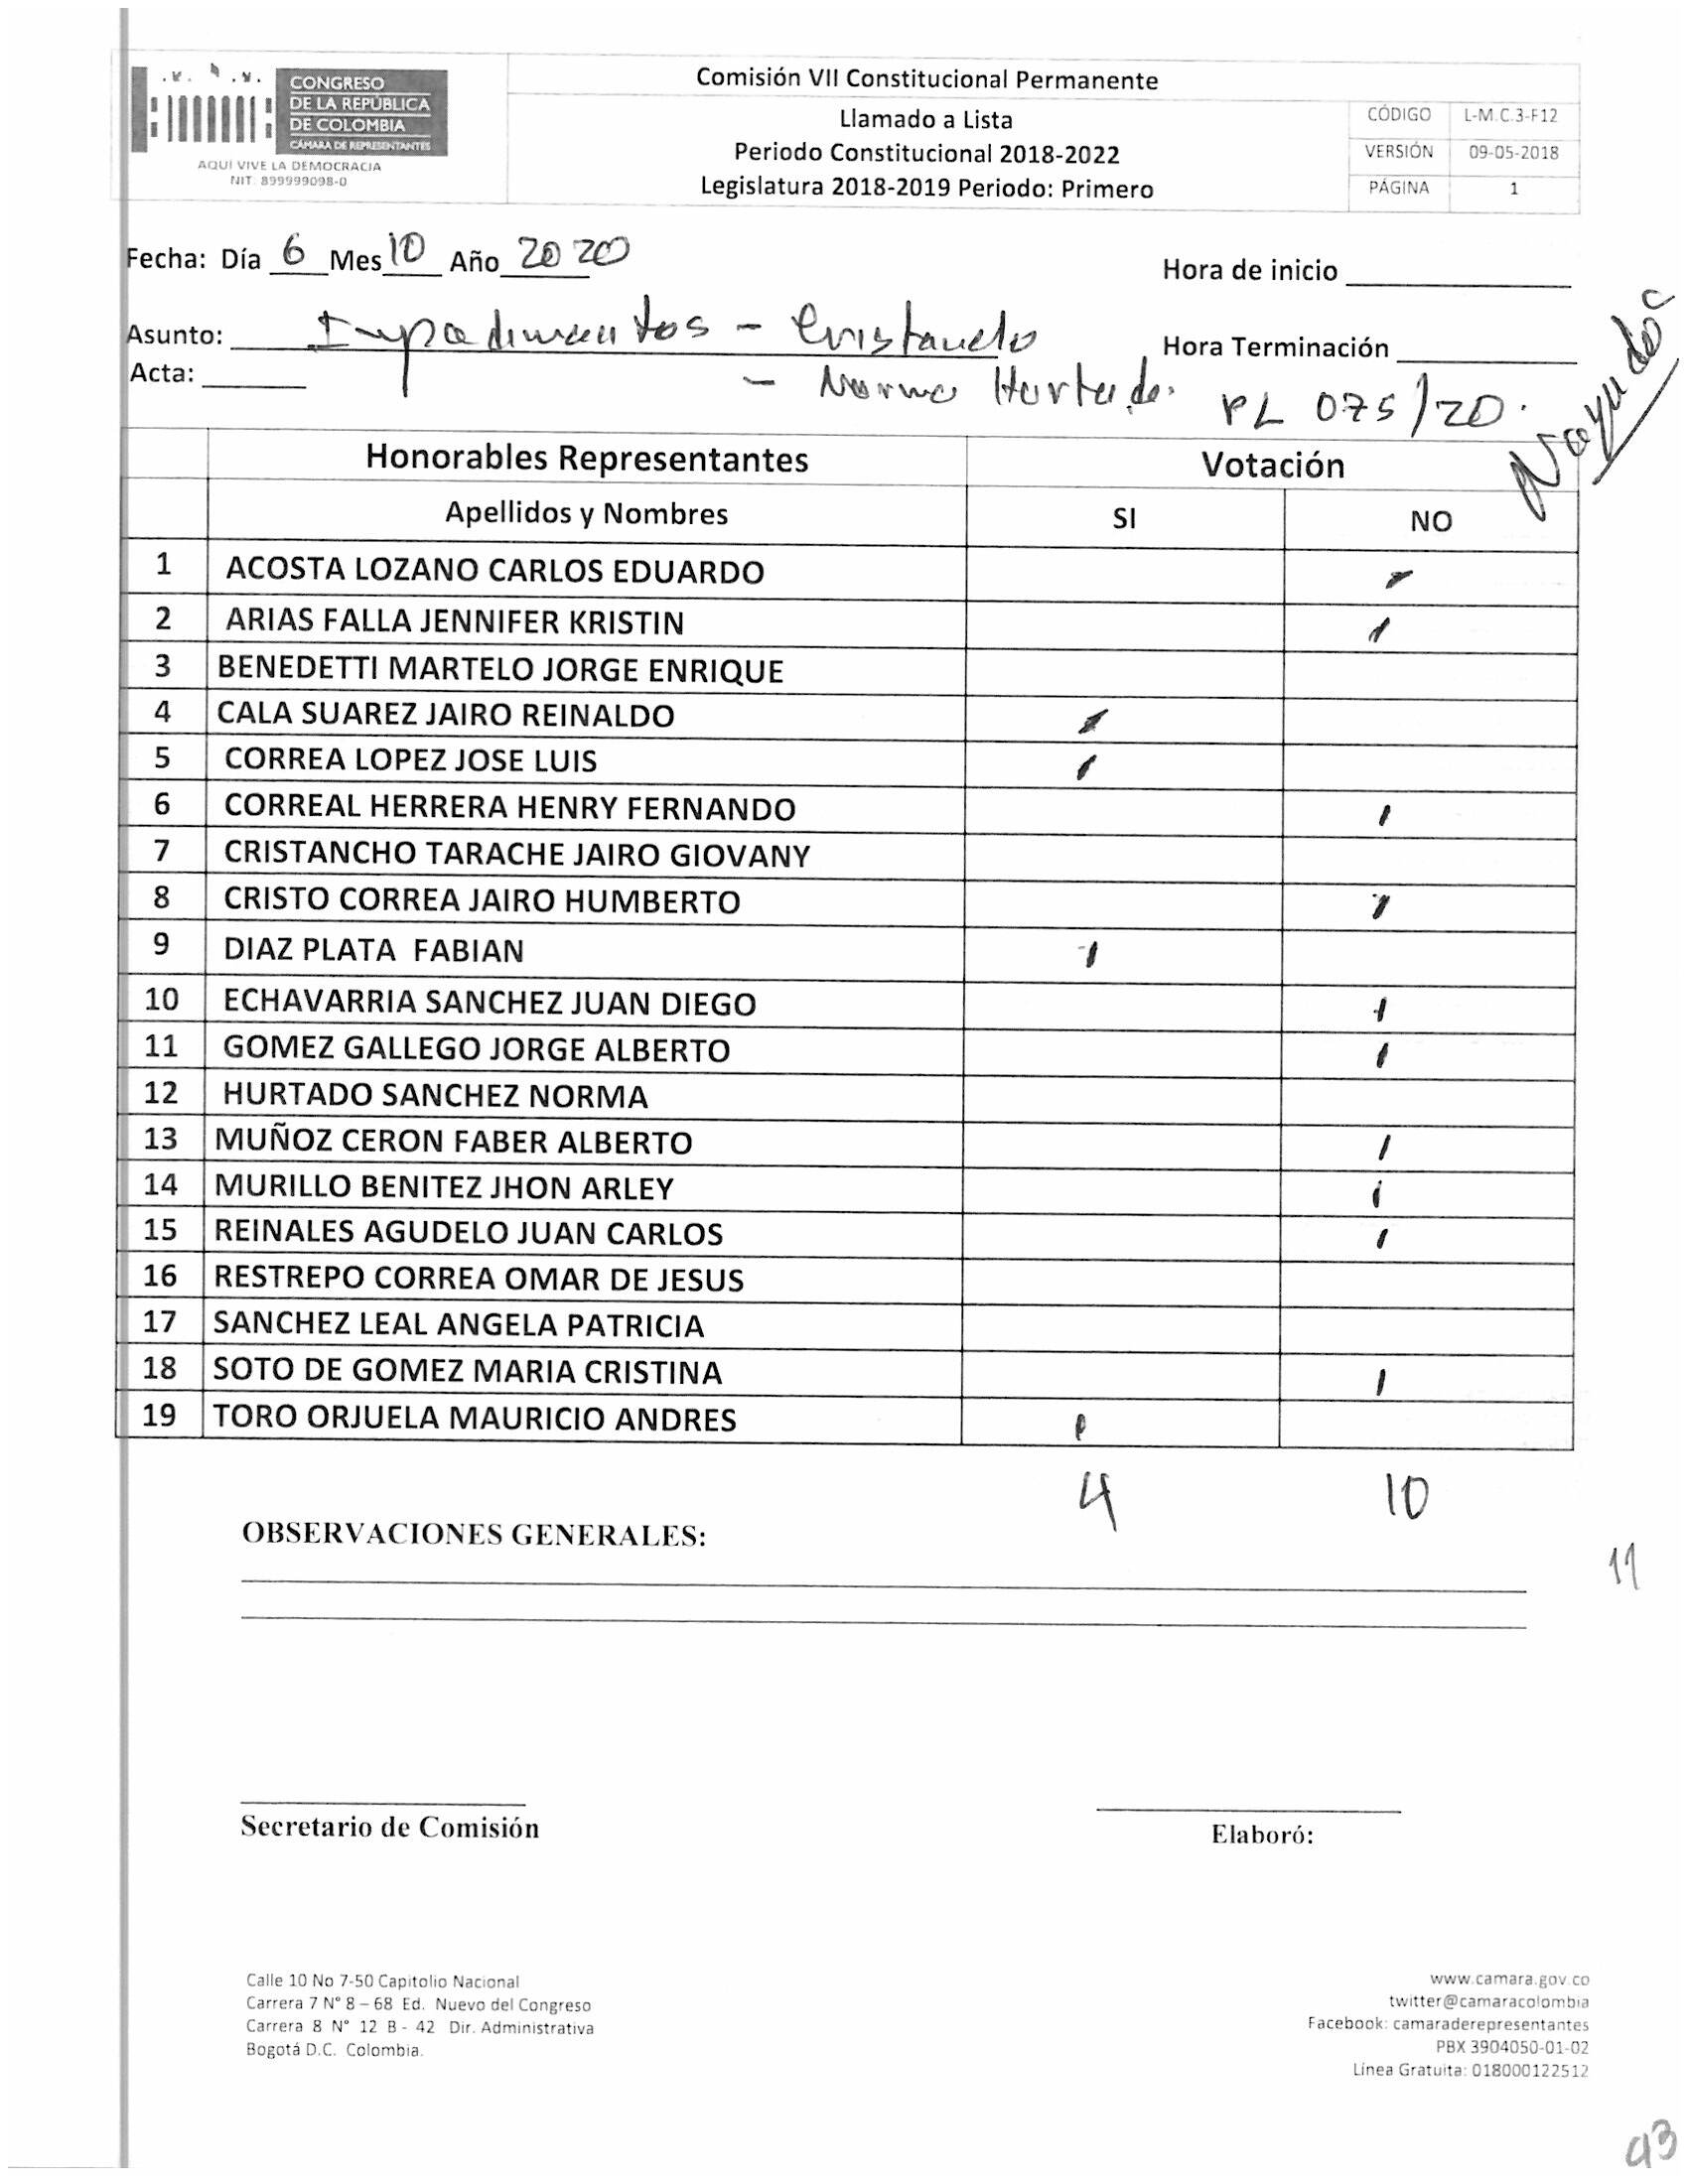 CONGRESO
DE LA REPÚBLICA
DE COLOMBIA
CÁMARA DE REPRESENTANTES
AQUÍ VIVE LA DEMOCRACIA
NIT: 899999098-0
Comisión VII Constitucional Permanente
Llamado a Lista
Periodo Constitucional 2018-2022
Legislatura 2018-2019 Periodo: Primero
CÓDIGO L-M.C.3-F12
VERSIÓN 09-05-2018
PÁGINA 1
Fecha: Día 6 Mes 10 Año 2020
Hora de inicio
Asunto: Impedimentos - Cristancho
Hora Terminación
Acta: - Norma Hurtado. PL 075/20.
Honorables Representantes Votación
Apellidos y Nombres SI NO
1 ACOSTA LOZANO CARLOS EDUARDO
2 ARIAS FALLA JENNIFER KRISTIN
3 BENEDETTI MARTELO JORGE ENRIQUE
4 CALA SUAREZ JAIRO REINALDO
5 CORREA LOPEZ JOSE LUIS
6 CORREAL HERRERA HENRY FERNANDO
7 CRISTANCHO TARACHE JAIRO GIOVANY
8 CRISTO CORREA JAIRO HUMBERTO
9 DIAZ PLATA FABIAN
10 ECHAVARRIA SANCHEZ JUAN DIEGO
11 GOMEZ GALLEGO JORGE ALBERTO
12 HURTADO SANCHEZ NORMA
13 MUÑOZ CERON FABER ALBERTO
14 MURILLO BENITEZ JHON ARLEY
15 REINALES AGUDELO JUAN CARLOS
16 RESTREPO CORREA OMAR DE JESUS
17 SANCHEZ LEAL ANGELA PATRICIA
18 SOTO DE GOMEZ MARIA CRISTINA
19 TORO ORJUELA MAURICIO ANDRES
4 10
OBSERVACIONES GENERALES:
11
Secretario de Comisión
Elaboró:
Calle 10 No 7-50 Capitolio Nacional
Carrera 7 N° 8 – 68 Ed. Nuevo del Congreso
Carrera 8 N° 12 B - 42 Dir. Administrativa
Bogotá D.C. Colombia.
www.camara.gov.co
twitter@camaracolombia
Facebook: camaraderepresentantes
PBX 3904050-01-02
Línea Gratuita: 018000122512
93